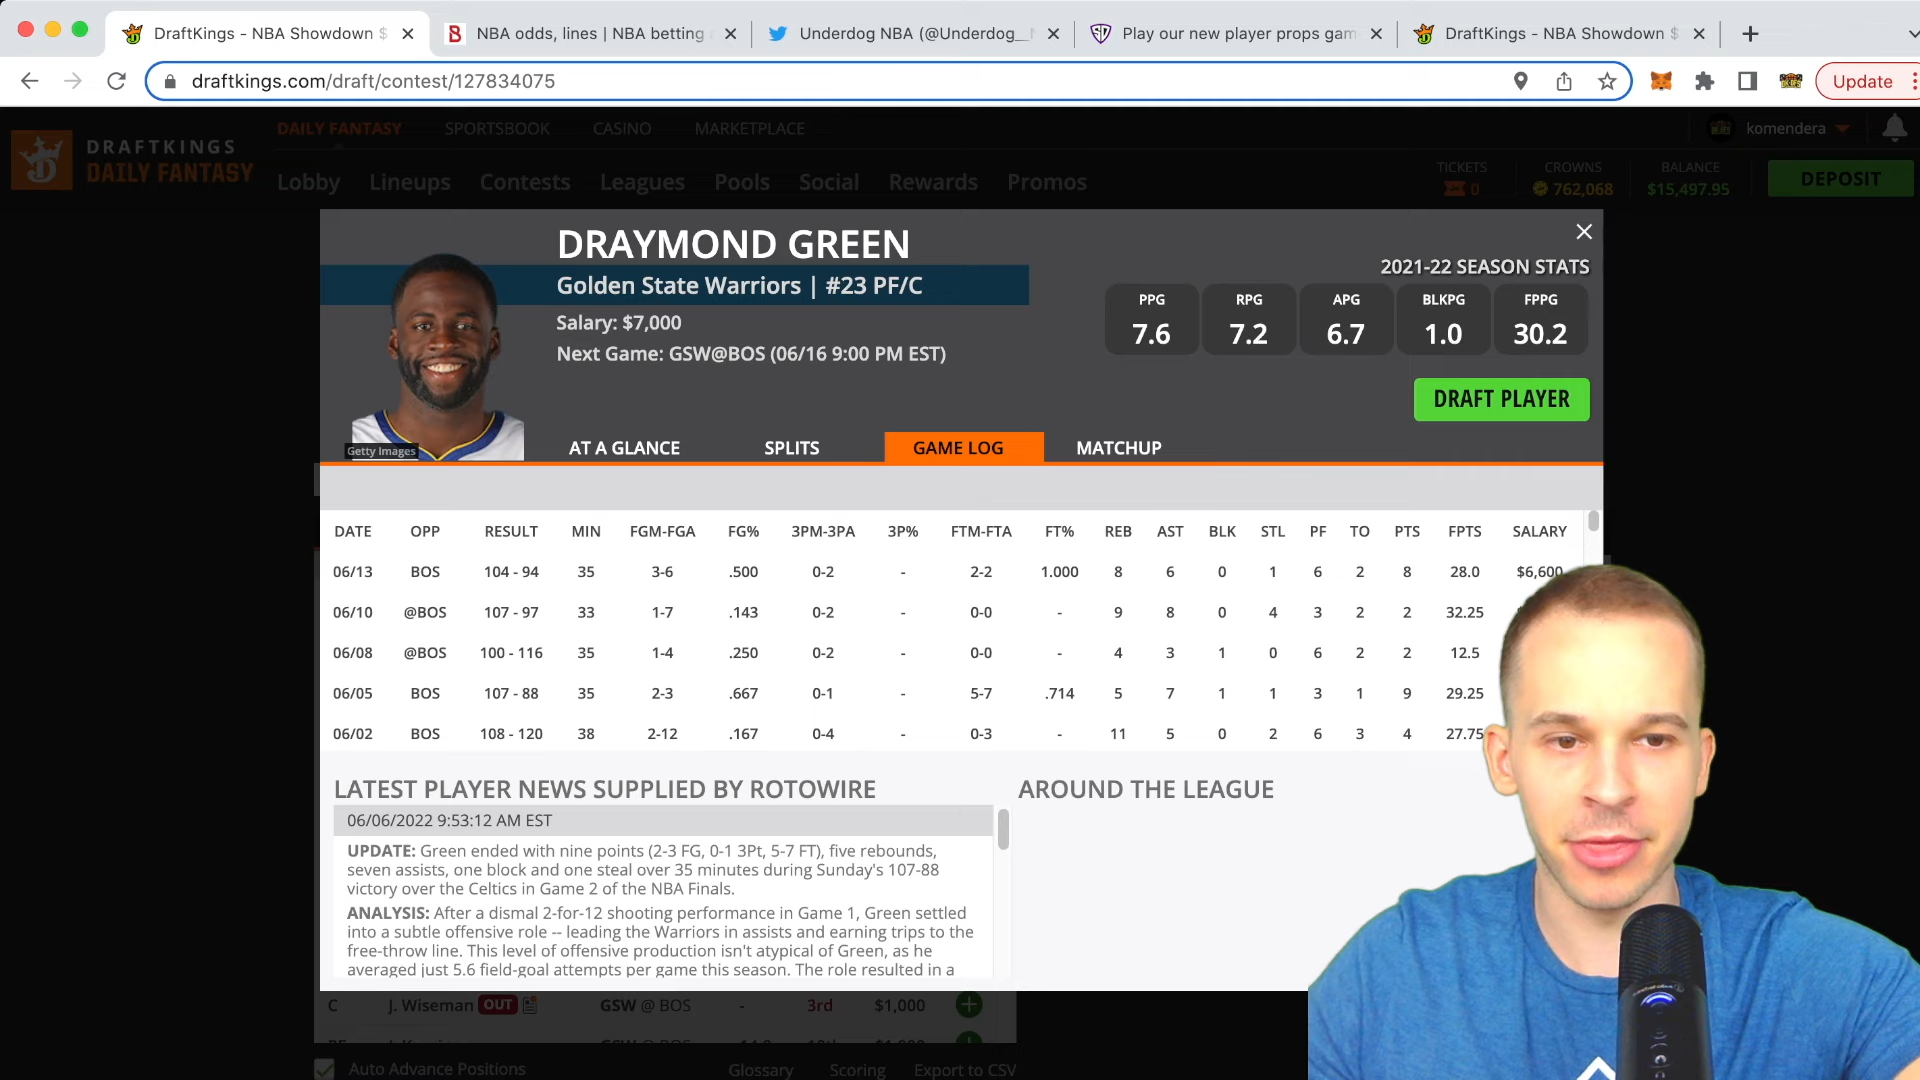 DraftKings - NBA Showdown $
NBA odds, lines | NBA betting
Underdog NBA (@Underdog__
Play our new player props gam
DraftKings - NBA Showdown $
draftkings.com/draft/contest/127834075
Update
DAILY FANTASY SPORTSBOOK CASINO MARKETPLACE
komendera
DRAFTKINGS
DAILY FANTASY
Lobby Lineups Contests Leagues Pools Social Rewards Promos
TICKETS CROWNS BALANCE
0 762,068 $15,497.95
DEPOSIT
DRAYMOND GREEN
Golden State Warriors | #23 PF/C
Salary: $7,000
Next Game: GSW@BOS (06/16 9:00 PM EST)
2021-22 SEASON STATS
PPG RPG APG BLKPG FPPG
7.6 7.2 6.7 1.0 30.2
DRAFT PLAYER
Getty Images
AT A GLANCE SPLITS GAME LOG MATCHUP
DATE OPP RESULT MIN FGM-FGA FG% 3PM-3PA 3P% FTM-FTA FT% REB AST BLK STL PF TO PTS FPTS SALARY
06/13 BOS 104 - 94 35 3-6 .500 0-2 - 2-2 1.000 8 6 0 1 6 2 8 28.0 $6,600
06/10 @BOS 107 - 97 33 1-7 .143 0-2 - 0-0 - 9 8 0 4 3 2 2 32.25
06/08 @BOS 100 - 116 35 1-4 .250 0-2 - 0-0 - 4 3 1 0 6 2 2 12.5
06/05 BOS 107 - 88 35 2-3 .667 0-1 - 5-7 .714 5 7 1 1 3 1 9 29.25
06/02 BOS 108 - 120 38 2-12 .167 0-4 - 0-3 - 11 5 0 2 6 3 4 27.75
LATEST PLAYER NEWS SUPPLIED BY ROTOWIRE
AROUND THE LEAGUE
06/06/2022 9:53:12 AM EST
UPDATE: Green ended with nine points (2-3 FG, 0-1 3Pt, 5-7 FT), five rebounds,
seven assists, one block and one steal over 35 minutes during Sunday's 107-88
victory over the Celtics in Game 2 of the NBA Finals.
ANALYSIS: After a dismal 2-for-12 shooting performance in Game 1, Green settled
into a subtle offensive role -- leading the Warriors in assists and earning trips to the
free-throw line. This level of offensive production isn't atypical of Green, as he
averaged just 5.6 field-goal attempts per game this season. The role resulted in a
C J. Wiseman OUT GSW @ BOS - 3rd $1,000
Auto Advance Positions
Glossary Scoring Export to CSV